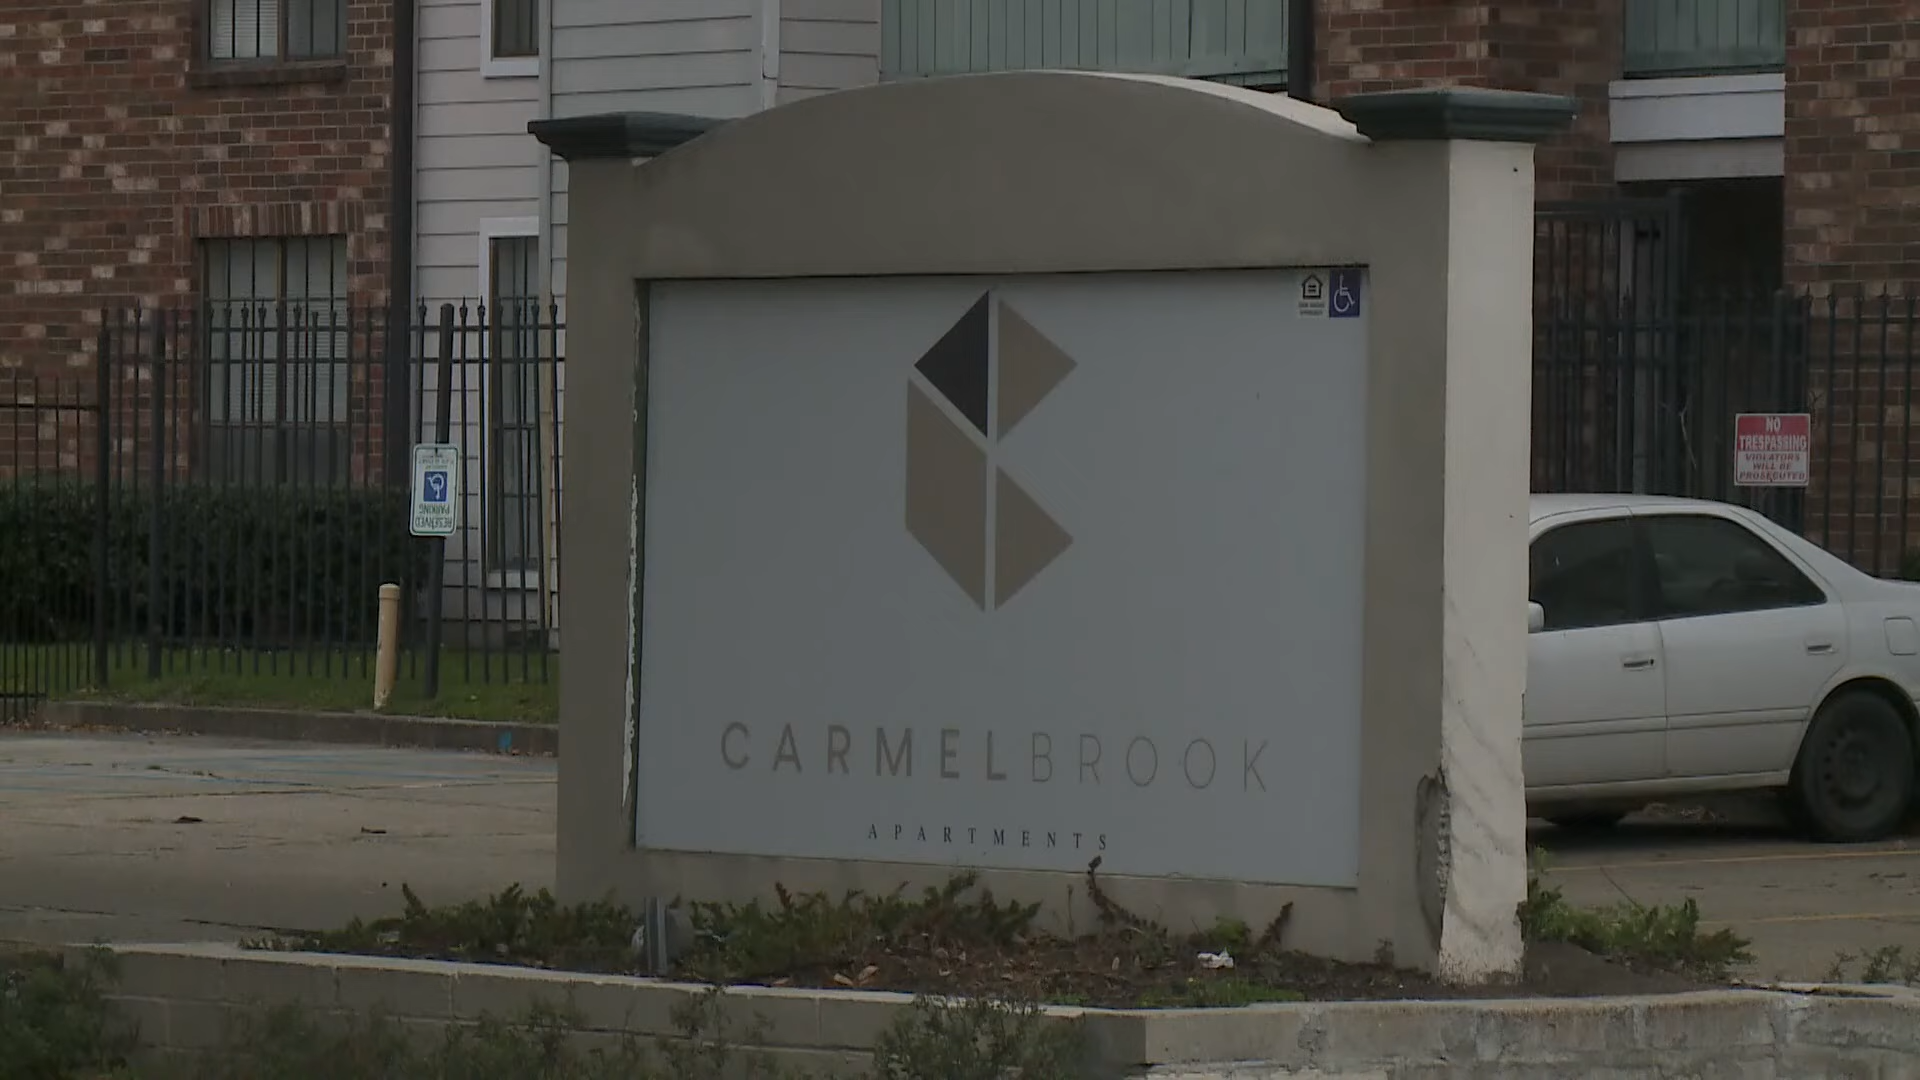 CARMELBROOK
APARTMENTS
NO
TRESPASSING
VIOLATORS
WILL BE
PROSECUTED
RESERVED
PARKING